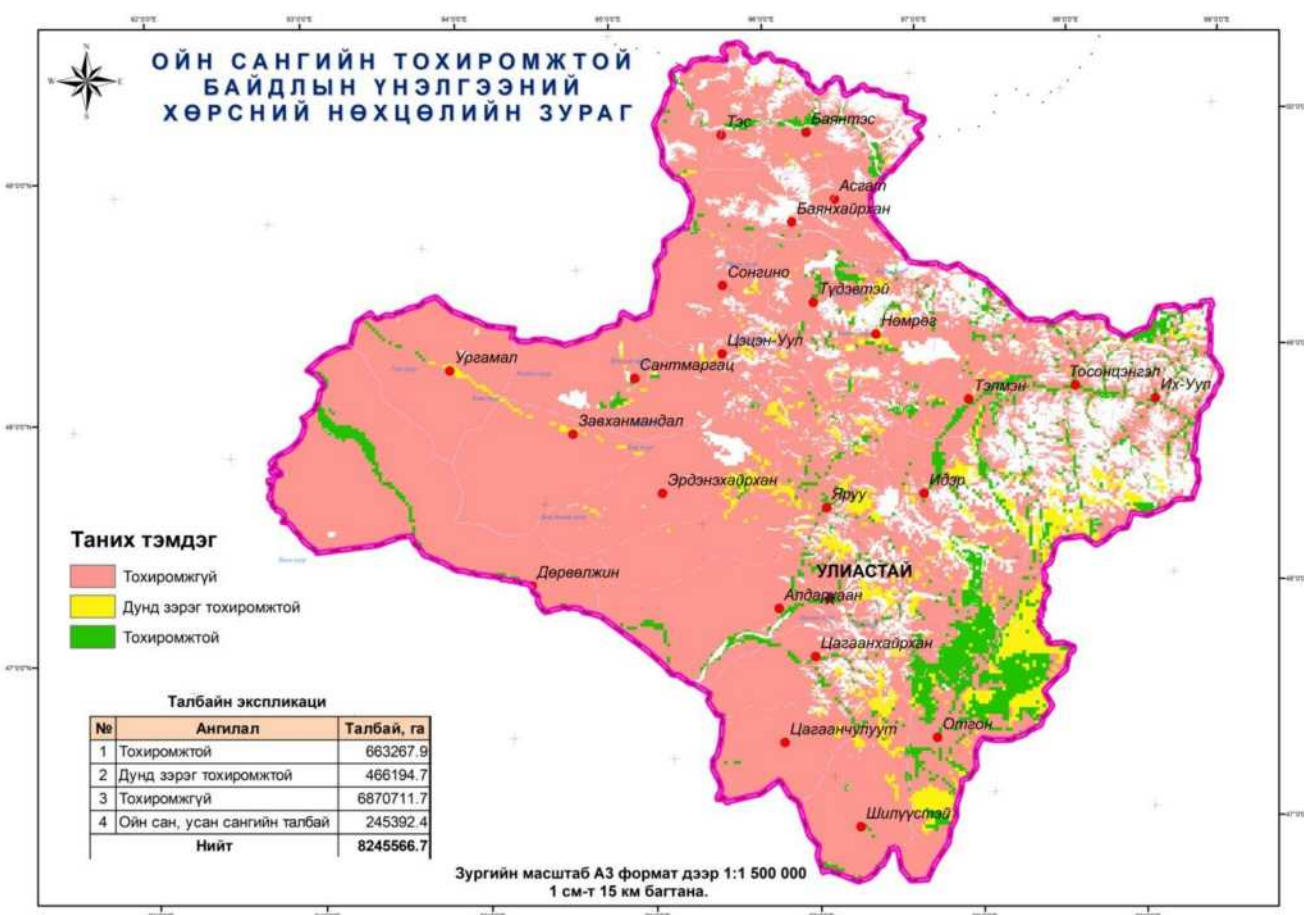 N
W
E
S
ОЙН САНГИЙН ТОХИРОМЖТОЙ
БАЙДЛЫН ҮНЭЛГЭЭНИЙ
ХӨРСНИЙ НӨХЦӨЛИЙН ЗУРАГ
Тэс
Баянтэс
Асгат
Баянхайрхан
Сонгино
Түдэвтэй
Нөмрөг
Цэцэн-Уул
Ургамал
Сантмаргац
Тосонцэнгэл
Тэлмэн
Их-Уул
Завханмандал
Эрдэнэхайрхан
Идэр
Яруу
Таних тэмдэг
Тохиромжгүй
Дунд зэрэг тохиромжтой
Тохиромжтой
Дөрвөлжин
УЛИАСТАЙ
Алдархаан
Цагаанхайрхан
Цагаанчулуут
Отгон
Шилүүстэй
Талбайн экспликаци
№ Ангилал Талбай, га
1 Тохиромжтой 663267.9
2 Дунд зэрэг тохиромжтой 466194.7
3 Тохиромжгүй 6870711.7
4 Ойн сан, усан сангийн талбай 245392.4
Нийт 8245566.7
Зургийн масштаб А3 формат дээр 1:1 500 000
1 см-т 15 км багтана.